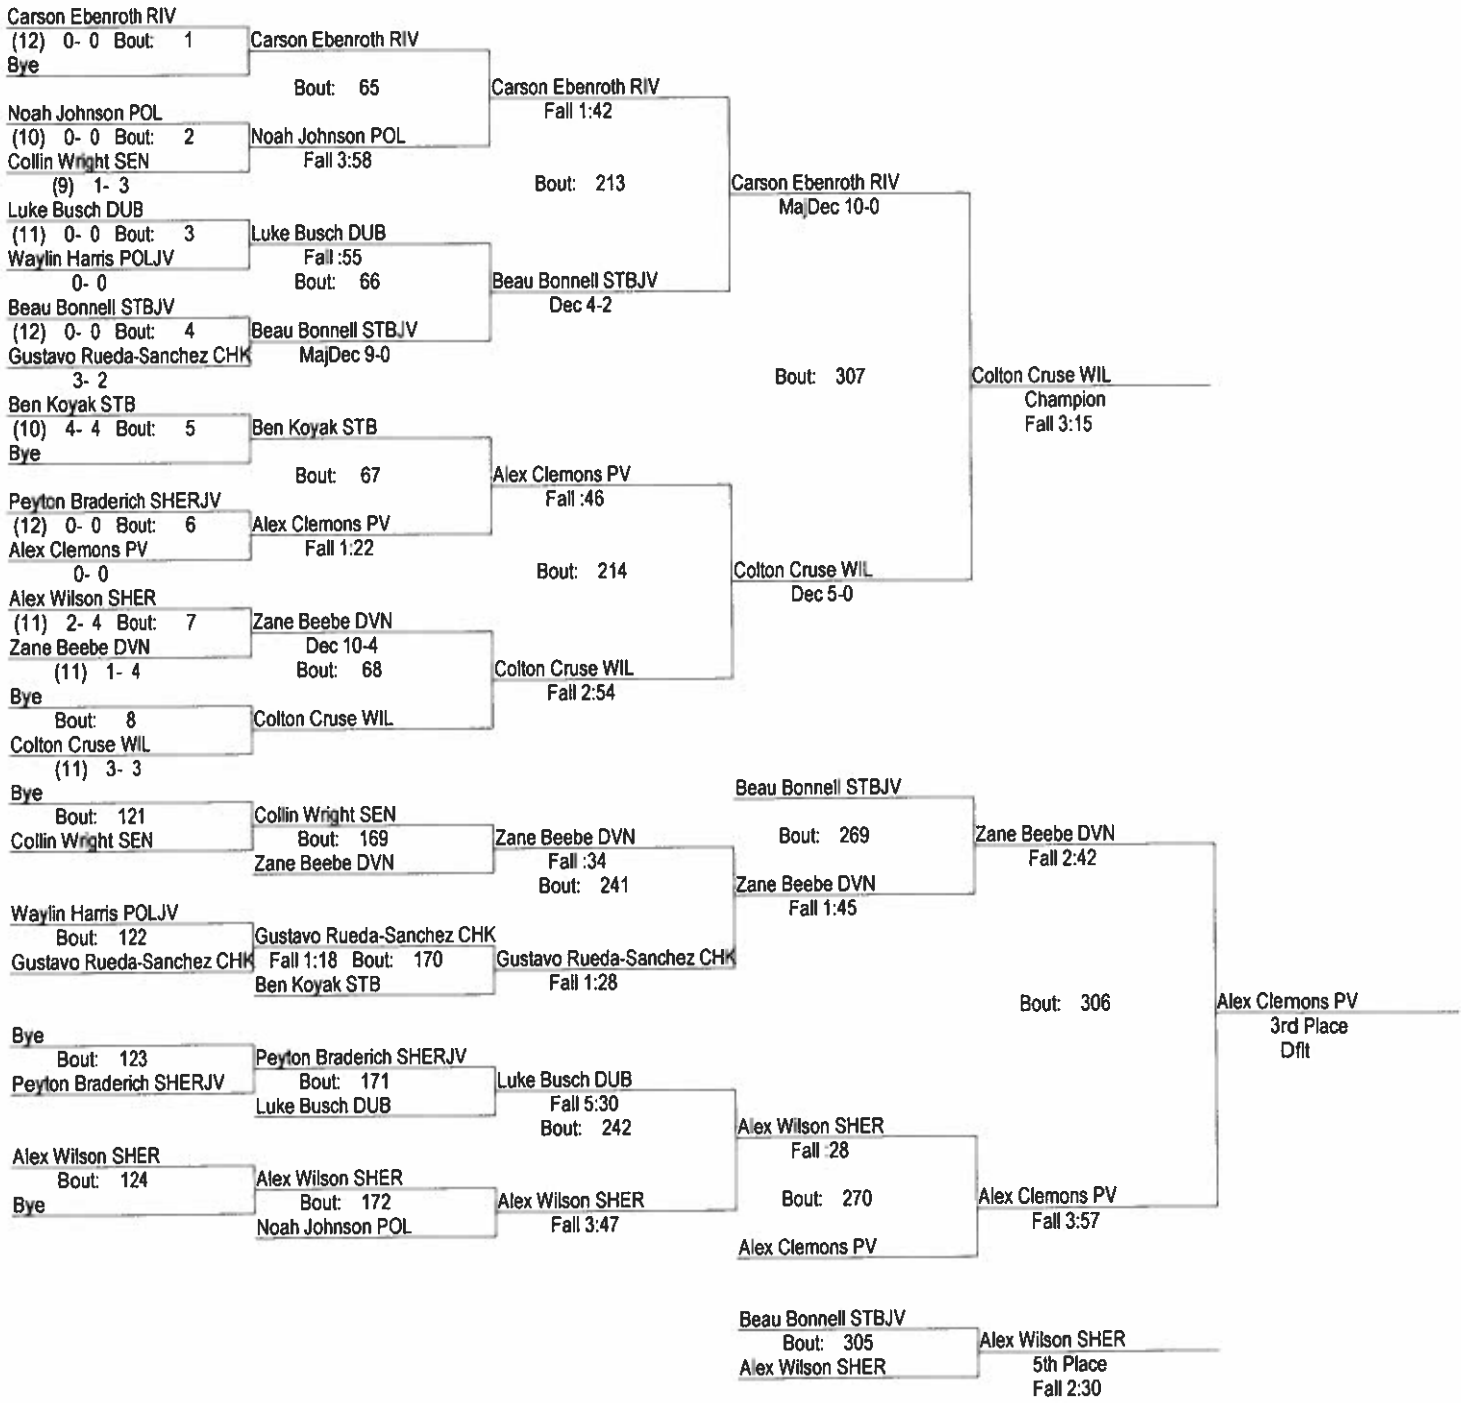 Carson Ebenroth RIV
(12) 0- 0 Bout: 1
Bye
Carson Ebenroth RIV
Bout: 65
Noah Johnson POL
(10) 0- 0 Bout: 2
Collin Wright SEN
(9) 1- 3
Noah Johnson POL
Fall 3:58
Carson Ebenroth RIV
Fall 1:42
Bout: 213
Luke Busch DUB
(11) 0- 0 Bout: 3
Waylin Harris POLJV
0- 0
Luke Busch DUB
Fall :55
Bout: 66
Beau Bonnell STBJV
(12) 0- 0 Bout: 4
Gustavo Rueda-Sanchez CHK
3- 2
Beau Bonnell STBJV
MajDec 9-0
Beau Bonnell STBJV
Dec 4-2
Carson Ebenroth RIV
MajDec 10-0
Bout: 307
Colton Cruse WIL
Champion
Fall 3:15
Ben Koyak STB
(10) 4- 4 Bout: 5
Bye
Ben Koyak STB
Bout: 67
Peyton Braderich SHERJV
(12) 0- 0 Bout: 6
Alex Clemons PV
0- 0
Alex Clemons PV
Fall 1:22
Alex Clemons PV
Fall :46
Bout: 214
Alex Wilson SHER
(11) 2- 4 Bout: 7
Zane Beebe DVN
(11) 1- 4
Zane Beebe DVN
Dec 10-4
Bout: 68
Bye
Bout: 8
Colton Cruse WIL
(11) 3- 3
Colton Cruse WIL
Colton Cruse WIL
Fall 2:54
Colton Cruse WIL
Dec 5-0
Bye
Bout: 121
Collin Wright SEN
Collin Wright SEN
Bout: 169
Zane Beebe DVN
Zane Beebe DVN
Fall :34
Bout: 241
Waylin Harris POLJV
Bout: 122
Gustavo Rueda-Sanchez CHK
Gustavo Rueda-Sanchez CHK
Fall 1:18 Bout: 170
Ben Koyak STB
Gustavo Rueda-Sanchez CHK
Fall 1:28
Beau Bonnell STBJV
Bout: 269
Zane Beebe DVN
Fall 1:45
Zane Beebe DVN
Fall 2:42
Bout: 306
Alex Clemons PV
3rd Place
Dflt
Bye
Bout: 123
Peyton Braderich SHERJV
Peyton Braderich SHERJV
Bout: 171
Luke Busch DUB
Luke Busch DUB
Fall 5:30
Bout: 242
Alex Wilson SHER
Bout: 124
Bye
Alex Wilson SHER
Bout: 172
Noah Johnson POL
Alex Wilson SHER
Fall 3:47
Alex Wilson SHER
Fall :28
Bout: 270
Alex Clemons PV
Alex Clemons PV
Fall 3:57
Beau Bonnell STBJV
Bout: 305
Alex Wilson SHER
Alex Wilson SHER
5th Place
Fall 2:30